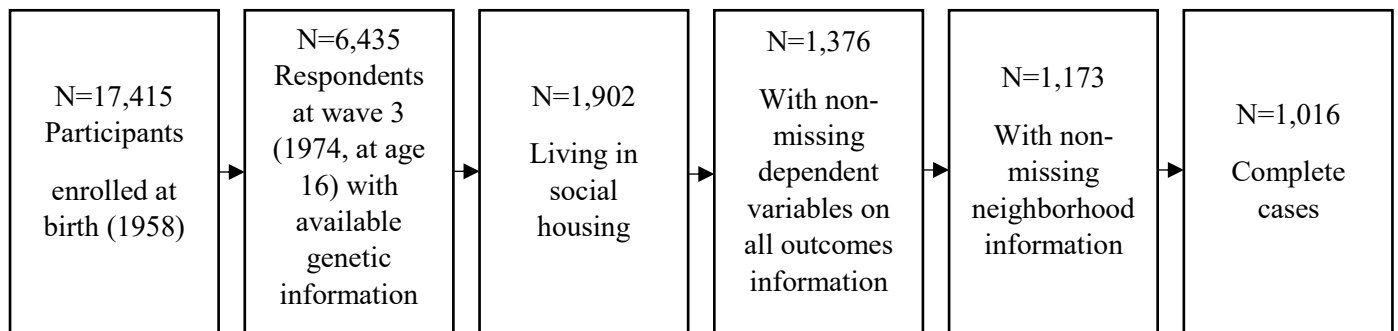 N=17,415
Participants
enrolled at
birth (1958)
N=6,435
Respondents
at wave 3
(1974, at age
16) with
available
genetic
information
N=1,902
Living in
social
housing
N=1,376
With non-
missing
dependent
variables on
all outcomes
information
N=1,173
With non-
missing
neighborhood
information
N=1,016
Complete
cases